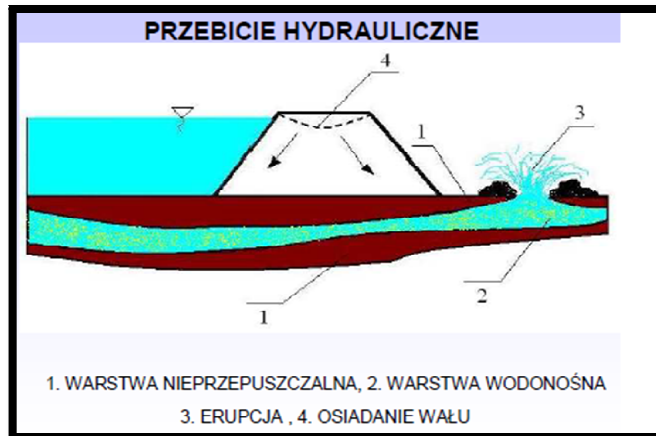 PRZEBICIE HYDRAULICZNE
4
3
1
1
2
1. WARSTWA NIEPRZEPUSZCZALNA, 2. WARSTWA WODONOŚNA
3. ERUPCJA , 4. OSIADANIE WAŁU